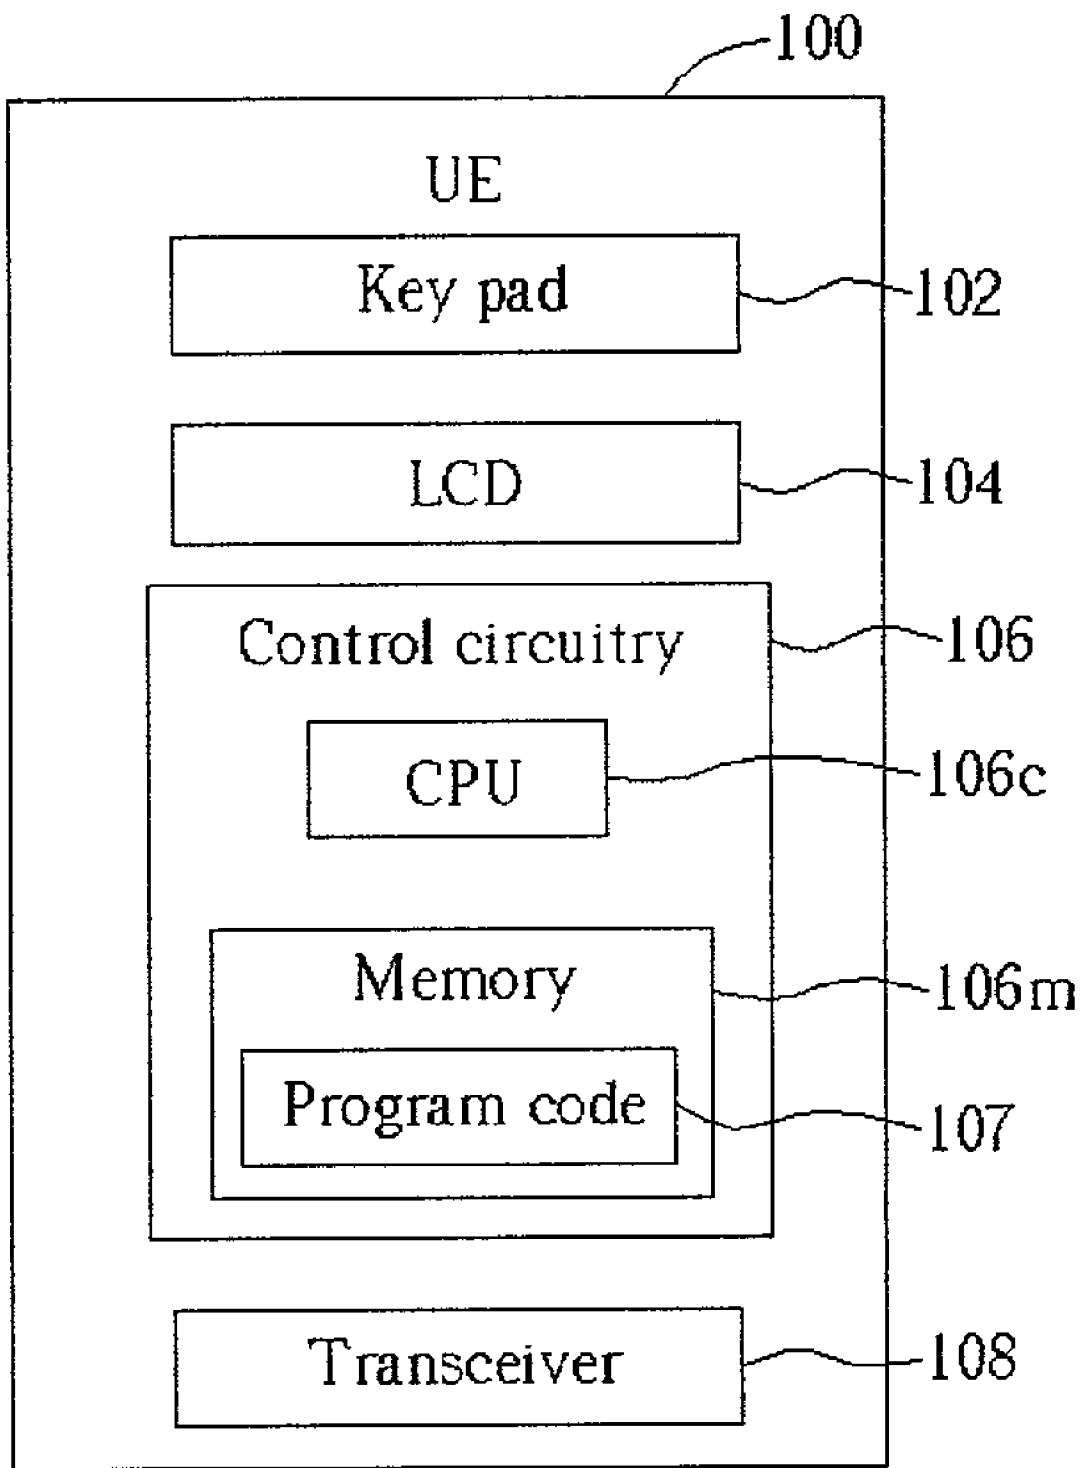 100
UE
Key pad
102
LCD
104
Control circuitry
106
CPU
106c
Memory
106m
Program code
107
Transceiver
108